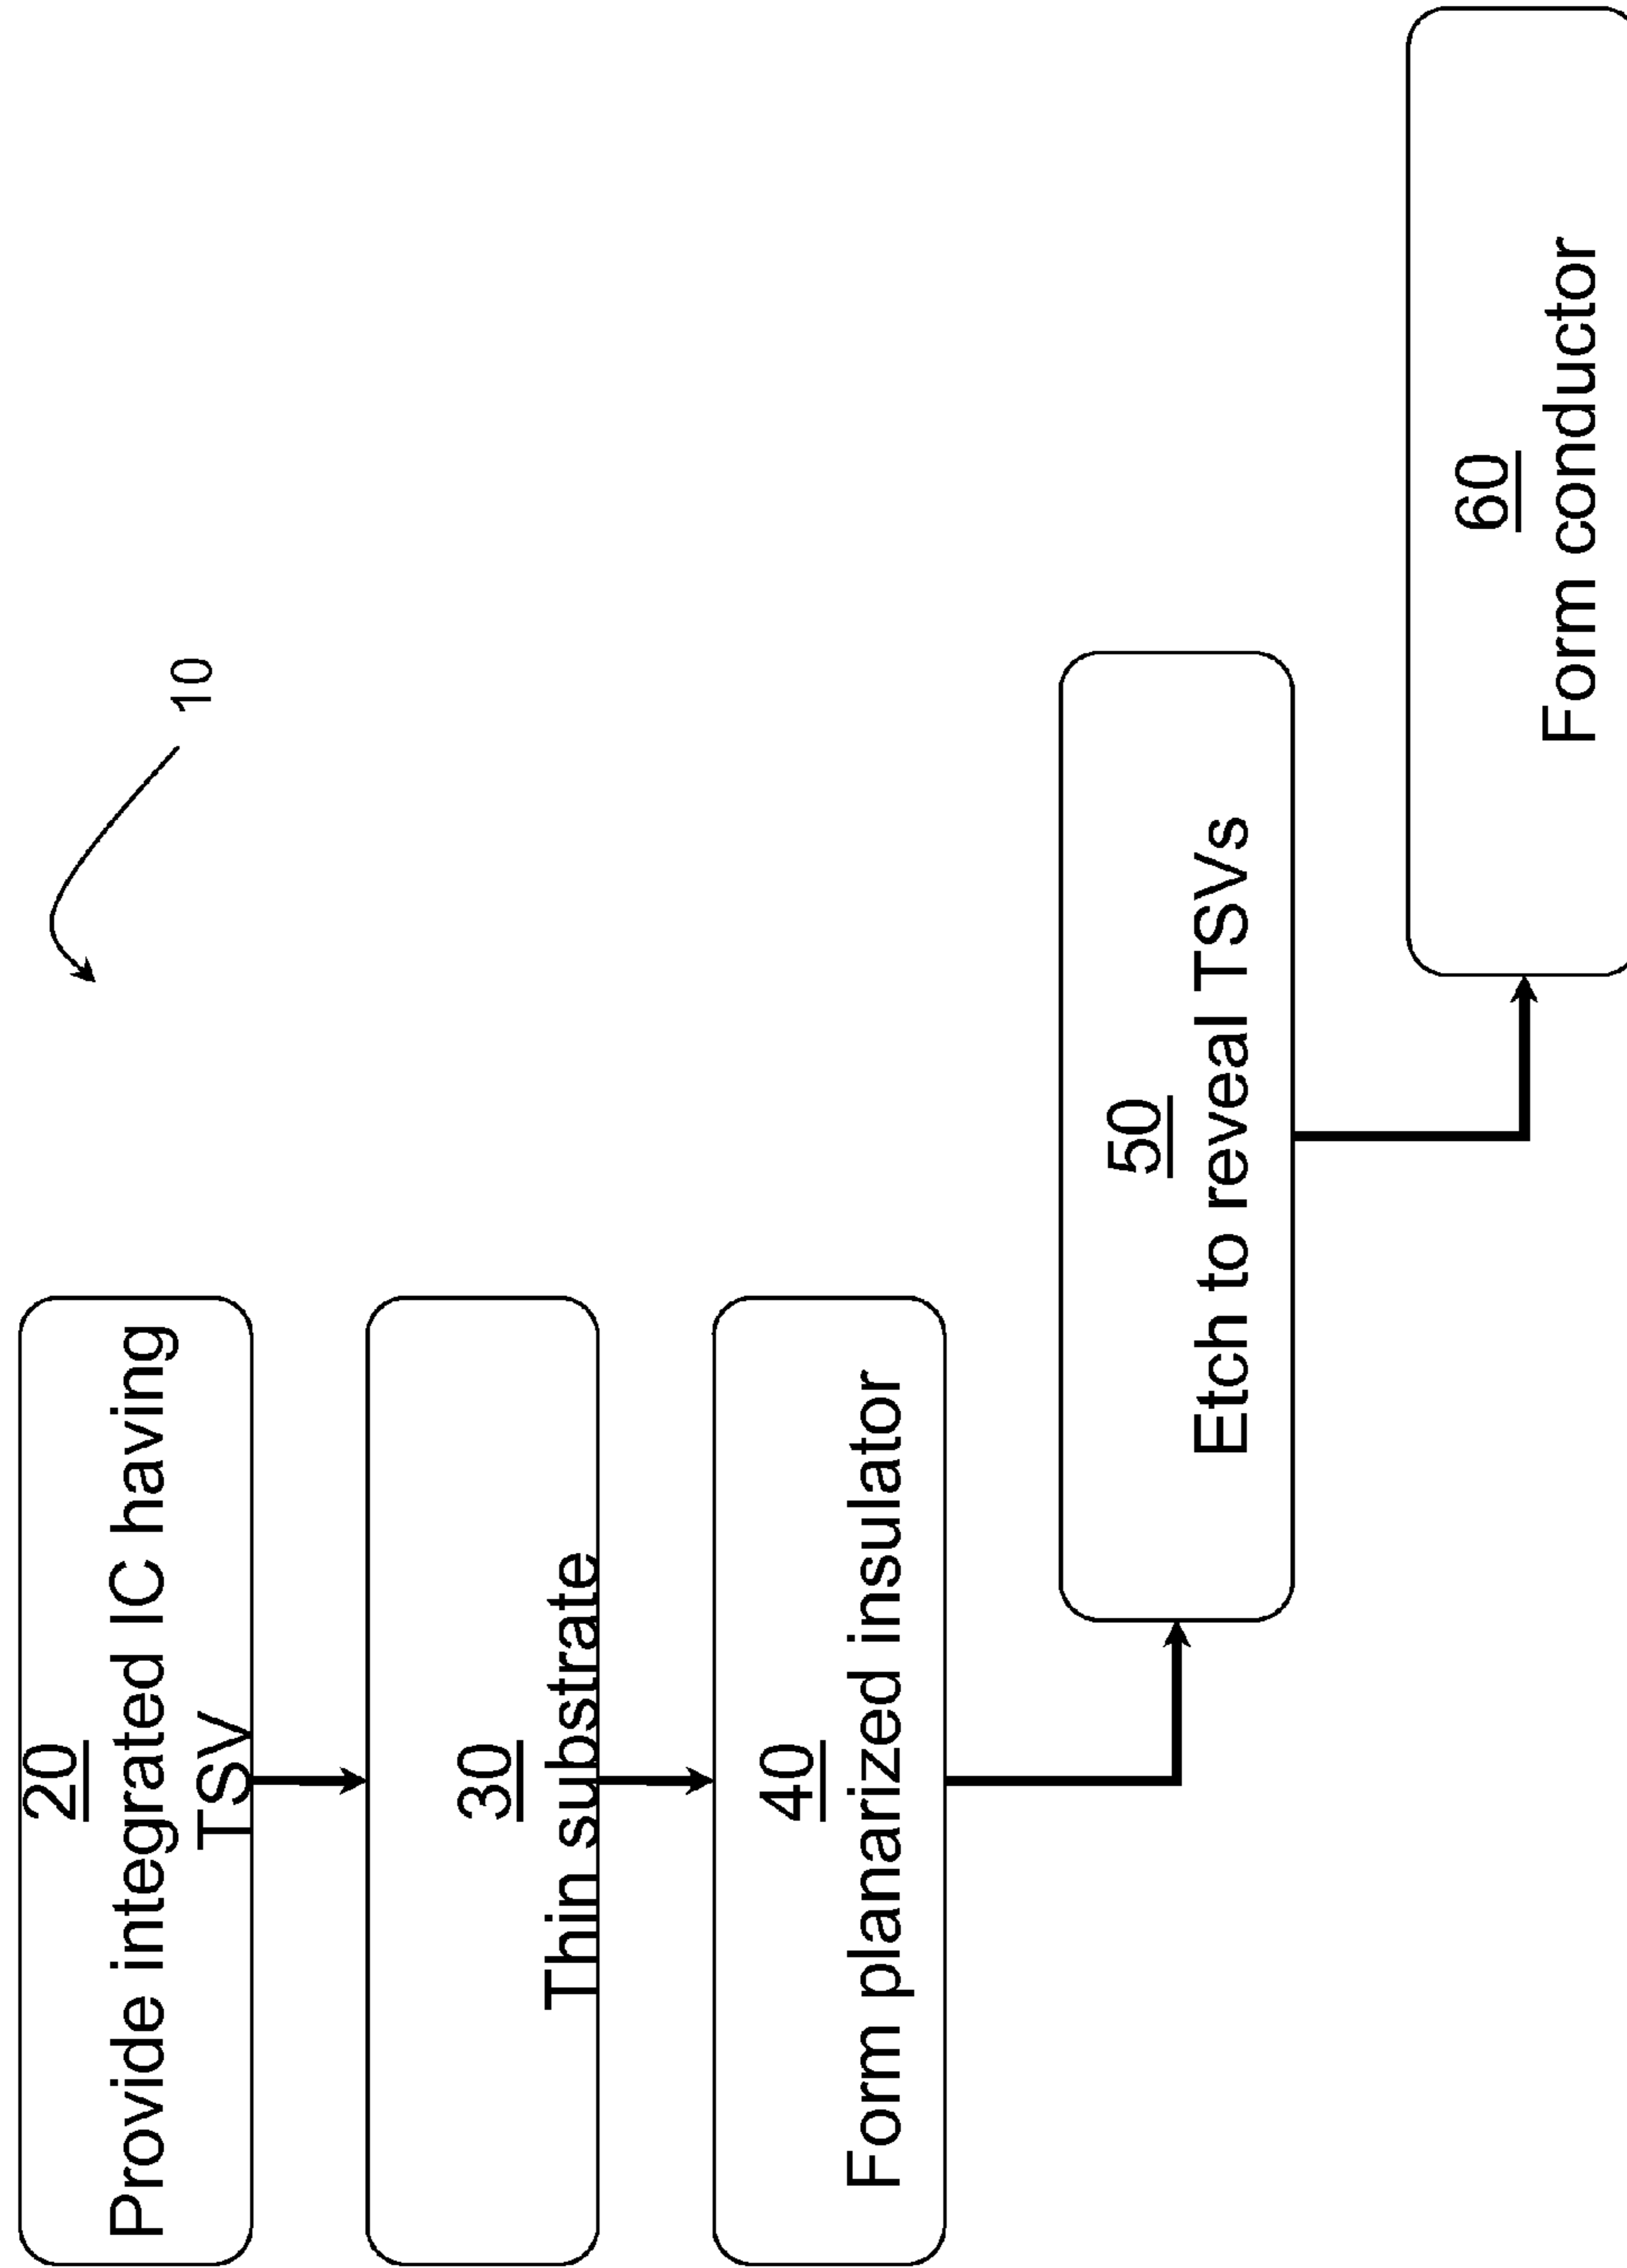 10
20
Provide integrated IC having
TSV
30
Thin substrate
40
Form planarized insulator
50
Etch to reveal TSVs
60
Form conductor